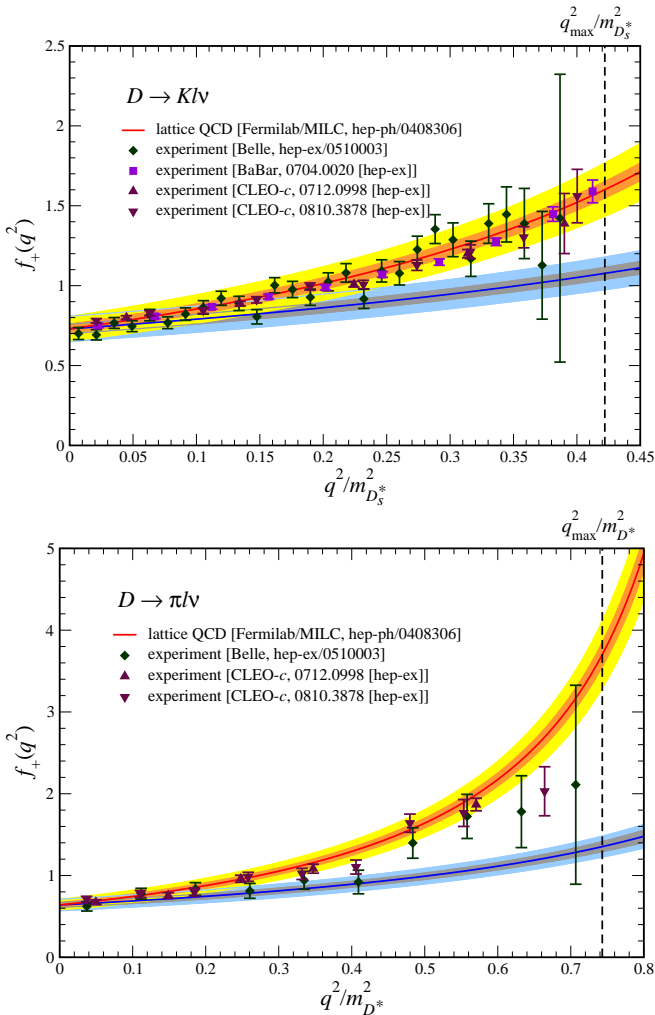 q²max/m²D*s
D → Klν
lattice QCD [Fermilab/MILC, hep-ph/0408306]
experiment [Belle, hep-ex/0510003]
experiment [BaBar, 0704.0020 [hep-ex]]
experiment [CLEO-c, 0712.0998 [hep-ex]]
experiment [CLEO-c, 0810.3878 [hep-ex]]
f+(q²)
2.5
2
1.5
1
0.5
0
0 0.05 0.1 0.15 0.2 0.25 0.3 0.35 0.4 0.45
q²/m²D*s
q²max/m²D*
D → πlν
lattice QCD [Fermilab/MILC, hep-ph/0408306]
experiment [Belle, hep-ex/0510003]
experiment [CLEO-c, 0712.0998 [hep-ex]]
experiment [CLEO-c, 0810.3878 [hep-ex]]
f+(q²)
5
4
3
2
1
0
0 0.1 0.2 0.3 0.4 0.5 0.6 0.7 0.8
q²/m²D*